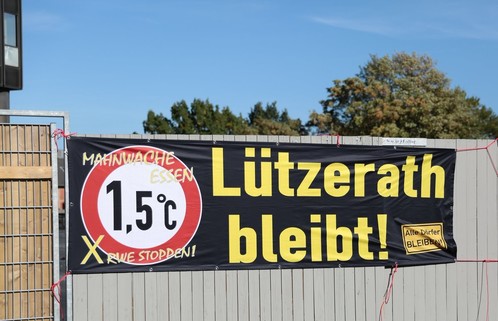 MAHNWACHE
ESSEN
1,5°C
X RWE STOPPEN!
Lützerath
bleibt!
Alle Dörfer
BLEIBEN!